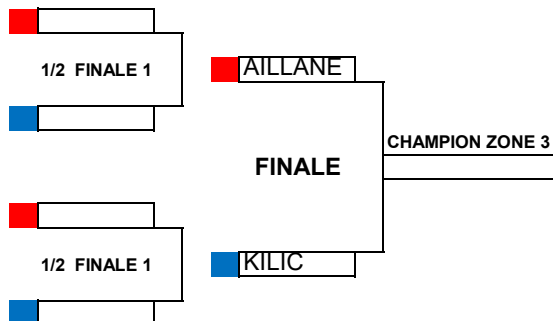 1/2 FINALE 1
AILLANE
CHAMPION ZONE 3
FINALE
1/2 FINALE 1
KILIC